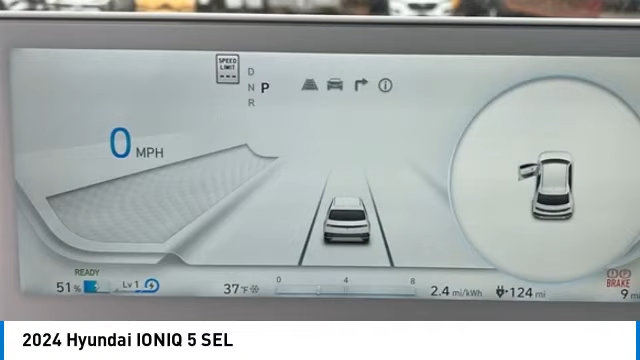 SPEED
LIMIT
D
N P
R
0 MPH
READY
51% Lv 1
37°F
0 4 8
2.4 mi/kWh
124 mi
BRAKE
9 mi
2024 Hyundai IONIQ 5 SEL